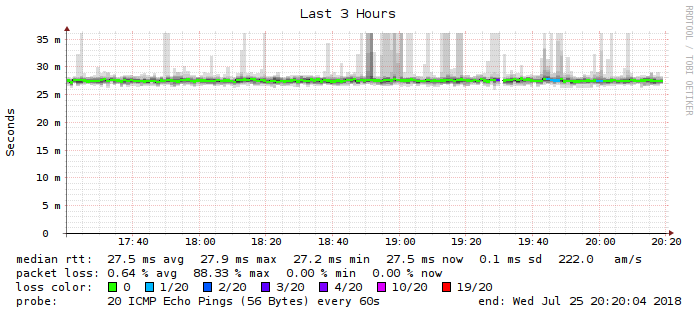 Last 3 Hours
RRDTOOL / TOBI OETIKER
Seconds
35 m
30 m
25 m
20 m
15 m
10 m
5 m
0
17:40 18:00 18:20 18:40 19:00 19:20 19:40 20:00 20:20
median rtt: 27.5 ms avg 27.9 ms max 27.2 ms min 27.5 ms now 0.1 ms sd 222.0 am/s
packet loss: 0.64 % avg 88.33 % max 0.00 % min 0.00 % now
loss color: 0 1/20 2/20 3/20 4/20 10/20 19/20
probe: 20 ICMP Echo Pings (56 Bytes) every 60s end: Wed Jul 25 20:20:04 2018